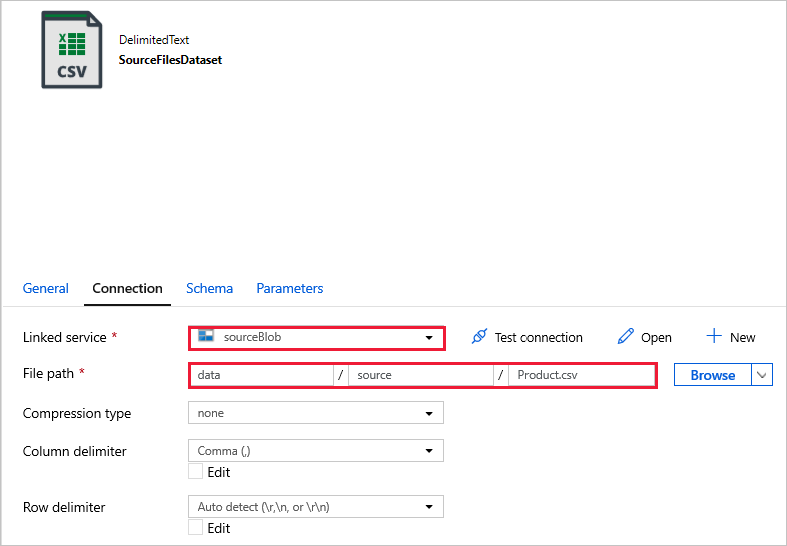 DelimitedText
SourceFilesDataset
X
CSV
General Connection Schema Parameters
Linked service * sourceBlob Test connection Open New
File path * data / source / Product.csv Browse
Compression type none
Column delimiter Comma (,)
Edit
Row delimiter Auto detect (\r,\n, or \r\n)
Edit